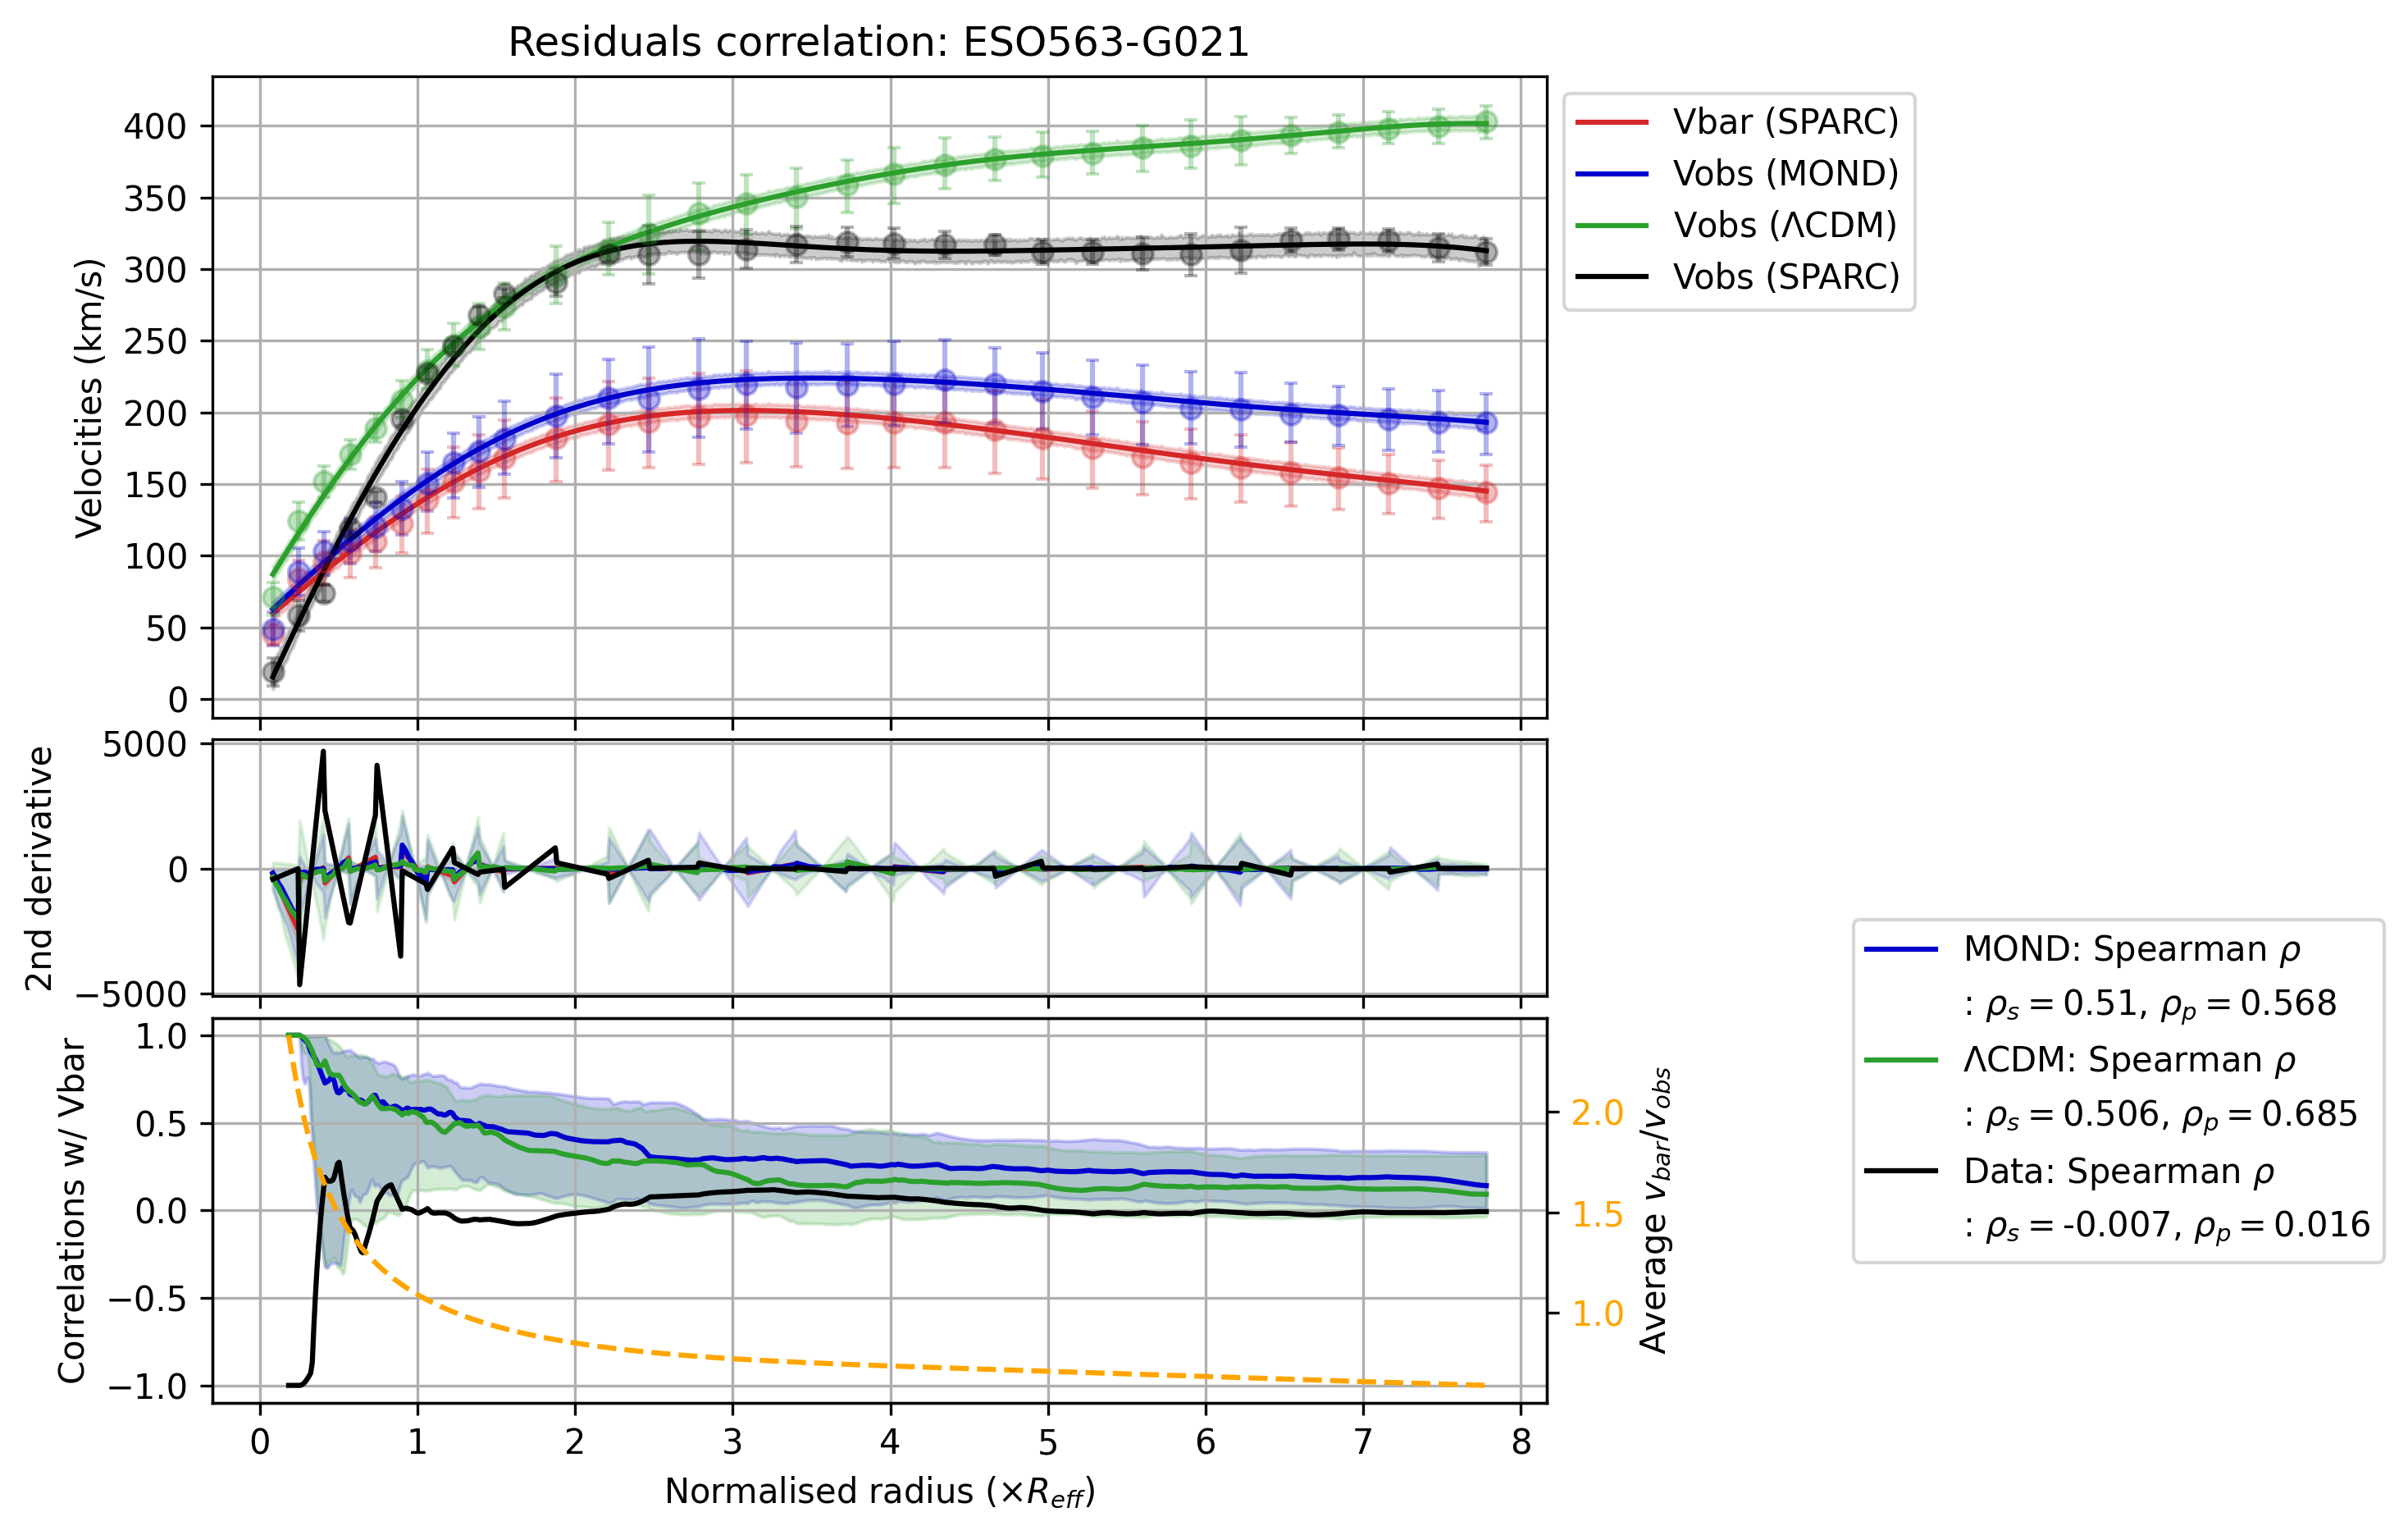 Residuals correlation: ESO563-G021
Velocities (km/s)
400
350
300
250
200
150
100
50
0
Vbar (SPARC)
Vobs (MOND)
Vobs (ΛCDM)
Vobs (SPARC)
2nd derivative
5000
0
−5000
Correlations w/ Vbar
1.0
0.5
0.0
−0.5
−1.0
2.0
1.5
1.0
Average v_bar/v_obs
MOND: Spearman ρ
: ρ_s = 0.51, ρ_p = 0.568
ΛCDM: Spearman ρ
: ρ_s = 0.506, ρ_p = 0.685
Data: Spearman ρ
: ρ_s = -0.007, ρ_p = 0.016
0 1 2 3 4 5 6 7 8
Normalised radius (×R_eff)